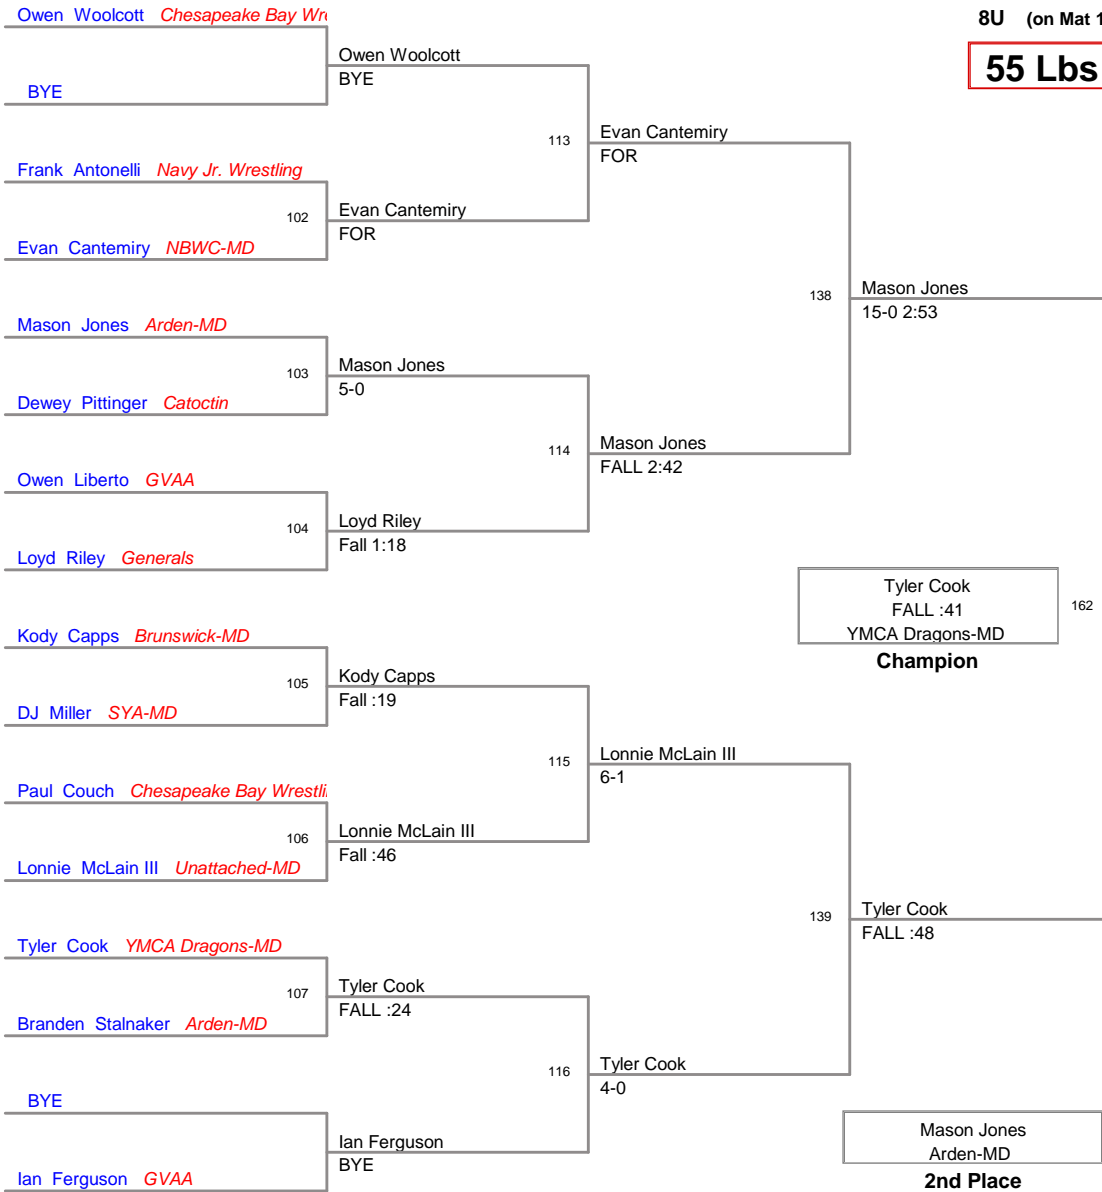 Owen Woolcott Chesapeake Bay Wre
8U (on Mat 1
55 Lbs
Owen Woolcott
BYE
BYE
113
Evan Cantemiry
FOR
Frank Antonelli Navy Jr. Wrestling
102
Evan Cantemiry
FOR
Evan Cantemiry NBWC-MD
138
Mason Jones
15-0 2:53
Mason Jones Arden-MD
103
Mason Jones
5-0
Dewey Pittinger Catoctin
114
Mason Jones
FALL 2:42
Owen Liberto GVAA
104
Loyd Riley
Fall 1:18
Loyd Riley Generals
Tyler Cook
FALL :41
YMCA Dragons-MD
162
Champion
Kody Capps Brunswick-MD
105
Kody Capps
Fall :19
DJ Miller SYA-MD
115
Lonnie McLain III
6-1
Paul Couch Chesapeake Bay Wrestli
106
Lonnie McLain III
Fall :46
Lonnie McLain III Unattached-MD
139
Tyler Cook
FALL :48
Tyler Cook YMCA Dragons-MD
107
Tyler Cook
FALL :24
Branden Stalnaker Arden-MD
116
Tyler Cook
4-0
BYE
Ian Ferguson
BYE
Ian Ferguson GVAA
Mason Jones
Arden-MD
2nd Place